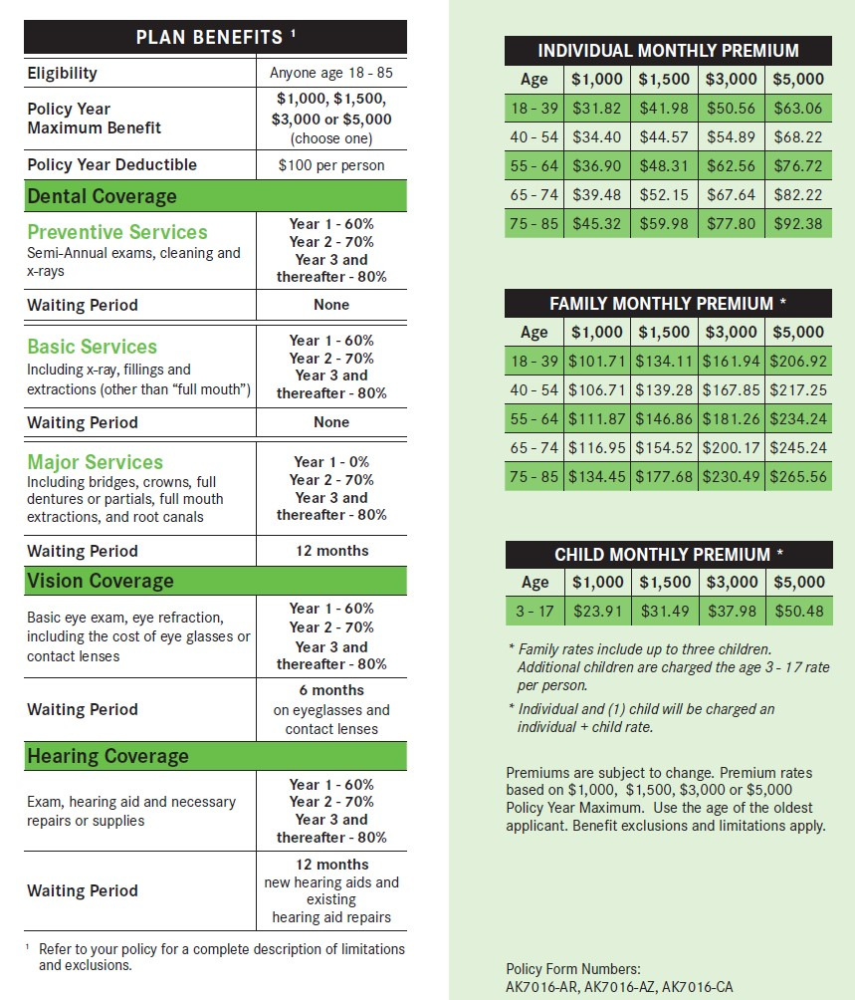 PLAN BENEFITS ¹
Eligibility
Anyone age 18 - 85
Policy Year
Maximum Benefit
$1,000, $1,500,
$3,000 or $5,000
(choose one)
Policy Year Deductible
$100 per person
Dental Coverage
Preventive Services
Semi-Annual exams, cleaning and
x-rays
Year 1 - 60%
Year 2 - 70%
Year 3 and
thereafter - 80%
Waiting Period
None
Basic Services
Including x-ray, fillings and
extractions (other than “full mouth”)
Year 1 - 60%
Year 2 - 70%
Year 3 and
thereafter - 80%
Waiting Period
None
Major Services
Including bridges, crowns, full
dentures or partials, full mouth
extractions, and root canals
Year 1 - 0%
Year 2 - 70%
Year 3 and
thereafter - 80%
Waiting Period
12 months
Vision Coverage
Basic eye exam, eye refraction,
including the cost of eye glasses or
contact lenses
Year 1 - 60%
Year 2 - 70%
Year 3 and
thereafter - 80%
Waiting Period
6 months
on eyeglasses and
contact lenses
Hearing Coverage
Exam, hearing aid and necessary
repairs or supplies
Year 1 - 60%
Year 2 - 70%
Year 3 and
thereafter - 80%
Waiting Period
12 months
new hearing aids and
existing
hearing aid repairs
¹ Refer to your policy for a complete description of limitations
and exclusions.
INDIVIDUAL MONTHLY PREMIUM
Age $1,000 $1,500 $3,000 $5,000
18 - 39 $31.82 $41.98 $50.56 $63.06
40 - 54 $34.40 $44.57 $54.89 $68.22
55 - 64 $36.90 $48.31 $62.56 $76.72
65 - 74 $39.48 $52.15 $67.64 $82.22
75 - 85 $45.32 $59.98 $77.80 $92.38
FAMILY MONTHLY PREMIUM *
Age $1,000 $1,500 $3,000 $5,000
18 - 39 $101.71 $134.11 $161.94 $206.92
40 - 54 $106.71 $139.28 $167.85 $217.25
55 - 64 $111.87 $146.86 $181.26 $234.24
65 - 74 $116.95 $154.52 $200.17 $245.24
75 - 85 $134.45 $177.68 $230.49 $265.56
CHILD MONTHLY PREMIUM *
Age $1,000 $1,500 $3,000 $5,000
3 - 17 $23.91 $31.49 $37.98 $50.48
* Family rates include up to three children.
Additional children are charged the age 3 - 17 rate
per person.
* Individual and (1) child will be charged an
individual + child rate.
Premiums are subject to change. Premium rates
based on $1,000, $1,500, $3,000 or $5,000
Policy Year Maximum. Use the age of the oldest
applicant. Benefit exclusions and limitations apply.
Policy Form Numbers:
AK7016-AR, AK7016-AZ, AK7016-CA